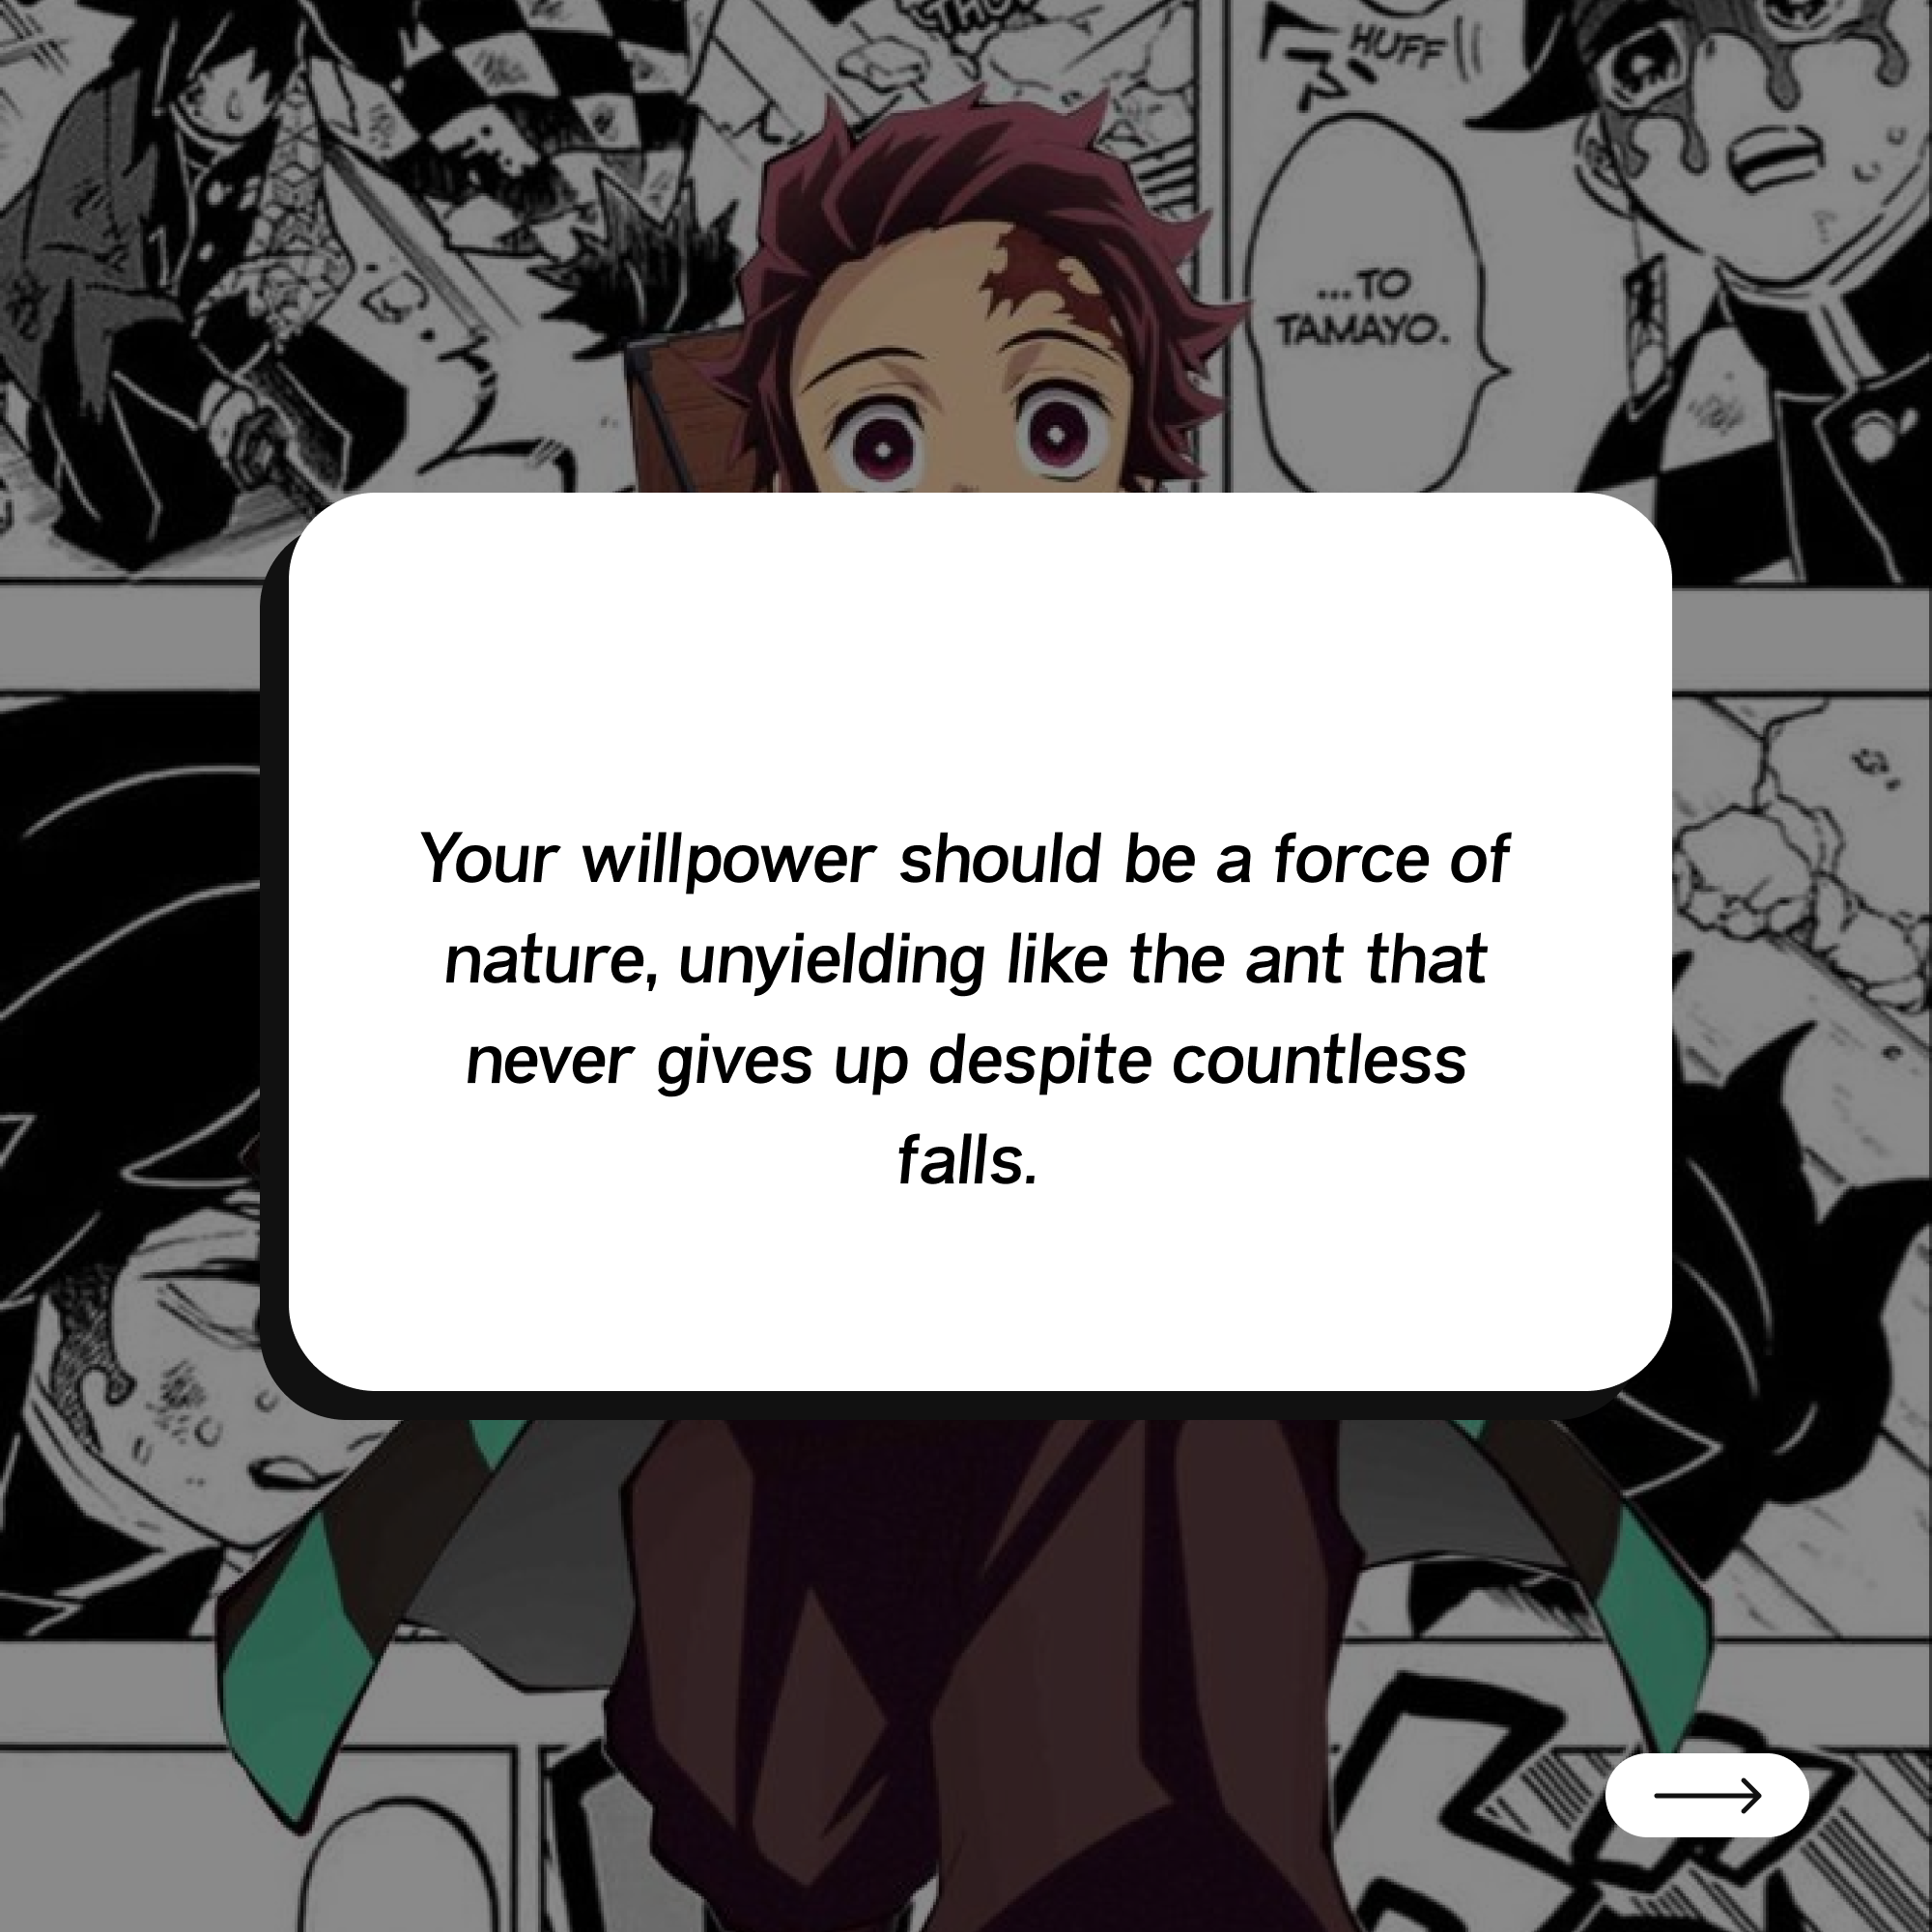 HUFF
...TO
TAMAYO.
Your willpower should be a force of
nature, unyielding like the ant that
never gives up despite countless
falls.